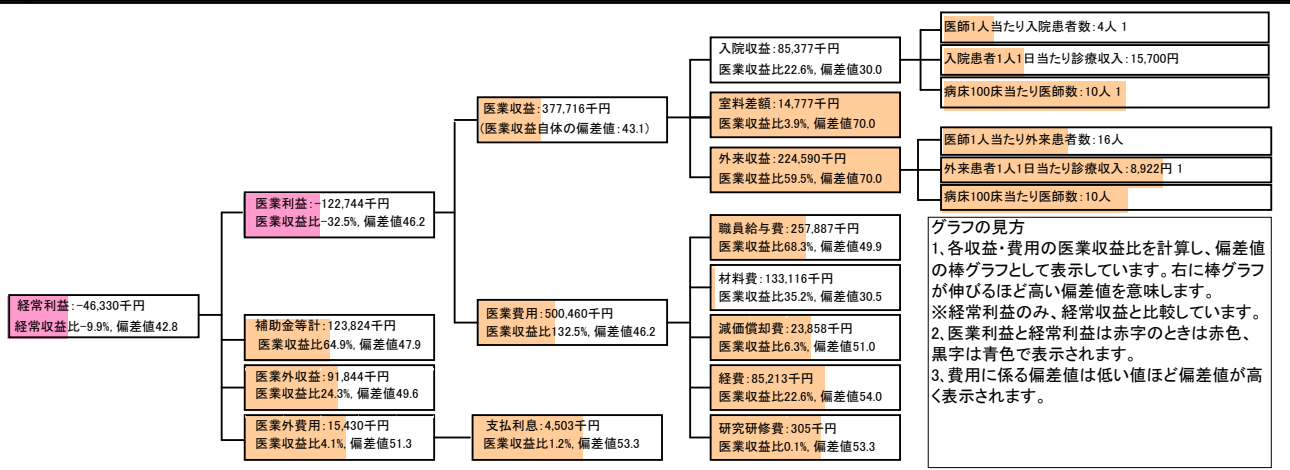 経常利益:-46,330千円
経常収益比-9.9%, 偏差値42.8
医業利益:-122,744千円
医業収益比-32.5%, 偏差値46.2
補助金等計:123,824千円
医業収益比64.9%, 偏差値47.9
医業外収益:91,844千円
医業収益比24.3%, 偏差値49.6
医業外費用:15,430千円
医業収益比4.1%, 偏差値51.3
医業収益:377,716千円
(医業収益自体の偏差値:43.1)
医業費用:500,460千円
医業収益比132.5%, 偏差値46.2
支払利息:4,503千円
医業収益比1.2%, 偏差値53.3
入院収益:85,377千円
医業収益比22.6%, 偏差値30.0
室料差額:14,777千円
医業収益比3.9%, 偏差値70.0
外来収益:224,590千円
医業収益比59.5%, 偏差値70.0
職員給与費:257,887千円
医業収益比68.3%, 偏差値49.9
材料費:133,116千円
医業収益比35.2%, 偏差値30.5
減価償却費:23,858千円
医業収益比6.3%, 偏差値51.0
経費:85,213千円
医業収益比22.6%, 偏差値54.0
研究研修費:305千円
医業収益比0.1%, 偏差値53.3
医師1人当たり入院患者数:4人 1
入院患者1人1日当たり診療収入:15,700円
病床100床当たり医師数:10人 1
医師1人当たり外来患者数:16人
外来患者1人1日当たり診療収入:8,922円 1
病床100床当たり医師数:10人
グラフの見方
1、各収益・費用の医業収益比を計算し、偏差値
の棒グラフとして表示しています。右に棒グラフ
が伸びるほど高い偏差値を意味します。
※経常利益のみ、経常収益と比較しています。
2、医業利益と経常利益は赤字のときは赤色、
黒字は青色で表示されます。
3、費用に係る偏差値は低い値ほど偏差値が高
く表示されます。